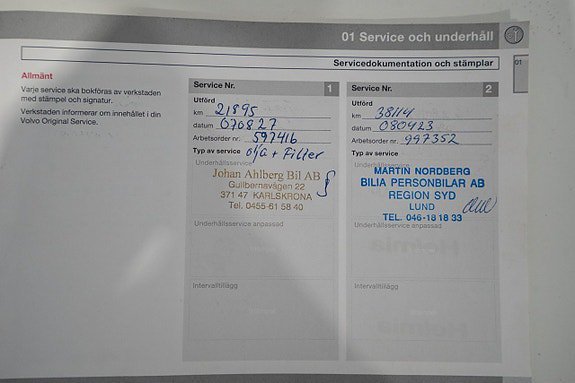 01 Service och underhåll
Servicedokumentation och stämplar
01
Allmänt
Varje service ska bokföras av verkstaden
med stämpel och signatur.
Verkstaden informerar om innehållet i din
Volvo Original Service.
Service Nr. 1
Utförd
km 21895
datum 070827
Arbetsorder nr. 597416
Typ av service olja + Filter
Underhållsservice
Johan Ahlberg Bil AB
Gullbernsvägen 22
371 47 KARLSKRONA
Tel. 0455-61 58 40
Underhållsservice anpassad
Intervalltillägg
Service Nr. 2
Utförd
km 38114
datum 080423
Arbetsorder nr. 997352
Typ av service
MARTIN NORDBERG
BILIA PERSONBILAR AB
REGION SYD
LUND
TEL. 046-18 18 33
Underhållsservice anpassad
Intervalltillägg